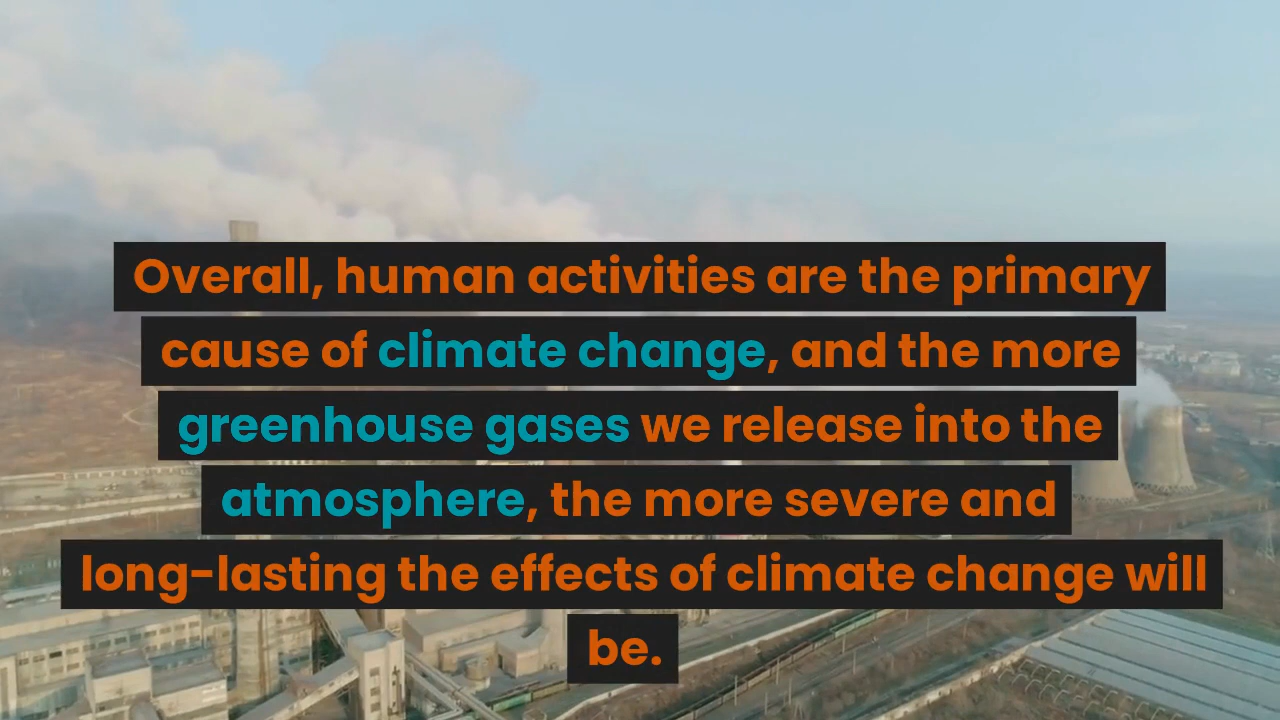 Overall, human activities are the primary
cause of climate change, and the more
greenhouse gases we release into the
atmosphere, the more severe and
long-lasting the effects of climate change will
be.